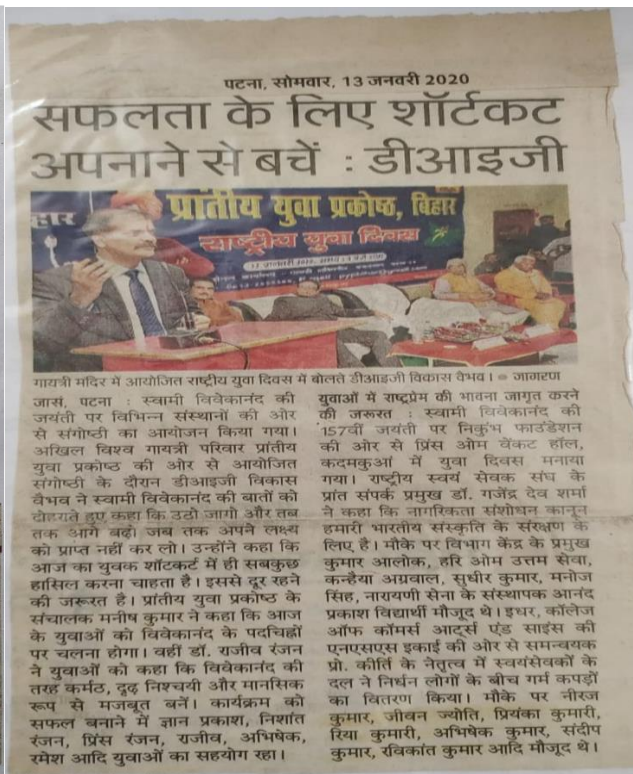 पटना, सोमवार, 13 जनवरी 2020
सफलता के लिए शॉर्टकट
अपनाने से बचें : डीआइजी
हार
प्रांतीय युवा प्रकोष्ठ, बिहार
राष्ट्रीय युवा दिवस
गायत्री मंदिर में आयोजित राष्ट्रीय युवा दिवस में बोलते डीआइजी विकास वैभव। ● जागरण
जासं, पटना : स्वामी विवेकानंद की
जयंती पर विभिन्न संस्थानों की ओर
से संगोष्ठी का आयोजन किया गया।
अखिल विश्व गायत्री परिवार प्रांतीय
युवा प्रकोष्ठ की ओर से आयोजित
संगोष्ठी के दौरान डीआइजी विकास
वैभव ने स्वामी विवेकानंद की बातों को
दोहराते हुए कहा कि उठो जागो और तब
तक आगे बढ़ो जब तक अपने लक्ष्य
को प्राप्त नहीं कर लो। उन्होंने कहा कि
आज का युवक शॉटकर्ट में ही सबकुछ
हासिल करना चाहता है। इससे दूर रहने
की जरूरत है। प्रांतीय युवा प्रकोष्ठ के
संचालक मनीष कुमार ने कहा कि आज
के युवाओं को विवेकानंद के पदचिह्नों
पर चलना होगा। वहीं डॉ. राजीव रंजन
ने युवाओं को कहा कि विवेकानंद की
तरह कर्मठ, दृढ़ निश्चयी और मानसिक
रूप से मजबूत बनें। कार्यक्रम को
सफल बनाने में ज्ञान प्रकाश, निशांत
रंजन, प्रिंस रंजन, राजीव, अभिषेक,
रमेश आदि युवाओं का सहयोग रहा।
युवाओं में राष्ट्रप्रेम की भावना जागृत करने
की जरूरत : स्वामी विवेकानंद की
157वीं जयंती पर निकुंभ फाउंडेशन
की ओर से प्रिंस ओम वेंकट हॉल,
कदमकुआं में युवा दिवस मनाया
गया। राष्ट्रीय स्वयं सेवक संघ के
प्रांत संपर्क प्रमुख डॉ. गजेंद्र देव शर्मा
ने कहा कि नागरिकता संशोधन कानून
हमारी भारतीय संस्कृति के संरक्षण के
लिए है। मौके पर विभाग केंद्र के प्रमुख
कुमार आलोक, हरि ओम उत्तम सेवा,
कन्हैया अग्रवाल, सुधीर कुमार, मनोज
सिंह, नारायणी सेना के संस्थापक आनंद
प्रकाश विद्यार्थी मौजूद थे। इधर, कॉलेज
ऑफ कॉमर्स आर्ट्स एंड साइंस की
एनएसएस इकाई की ओर से समन्वयक
प्रो. कीर्ति के नेतृत्व में स्वयंसेवकों के
दल ने निर्धन लोगों के बीच गर्म कपड़ों
का वितरण किया। मौके पर नीरज
कुमार, जीवन ज्योति, प्रियंका कुमारी,
रिया कुमारी, अभिषेक कुमार, संदीप
कुमार, रविकांत कुमार आदि मौजूद थे।